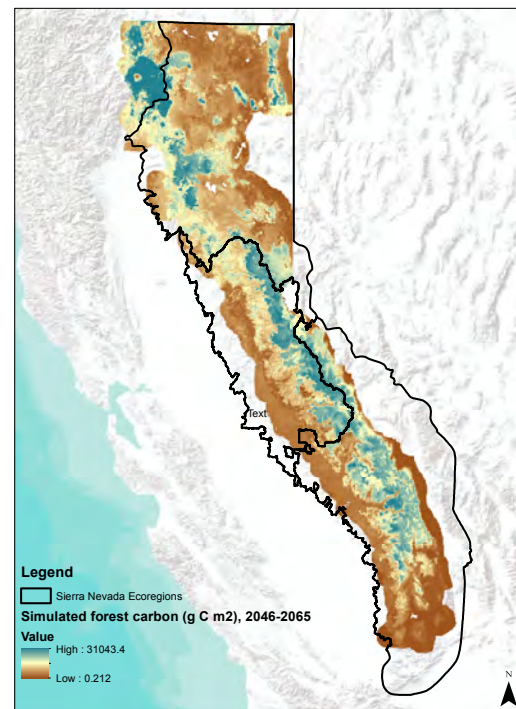 Text
Legend
Sierra Nevada Ecoregions
Simulated forest carbon (g C m2), 2046-2065
Value
High : 31043.4
Low : 0.212
N